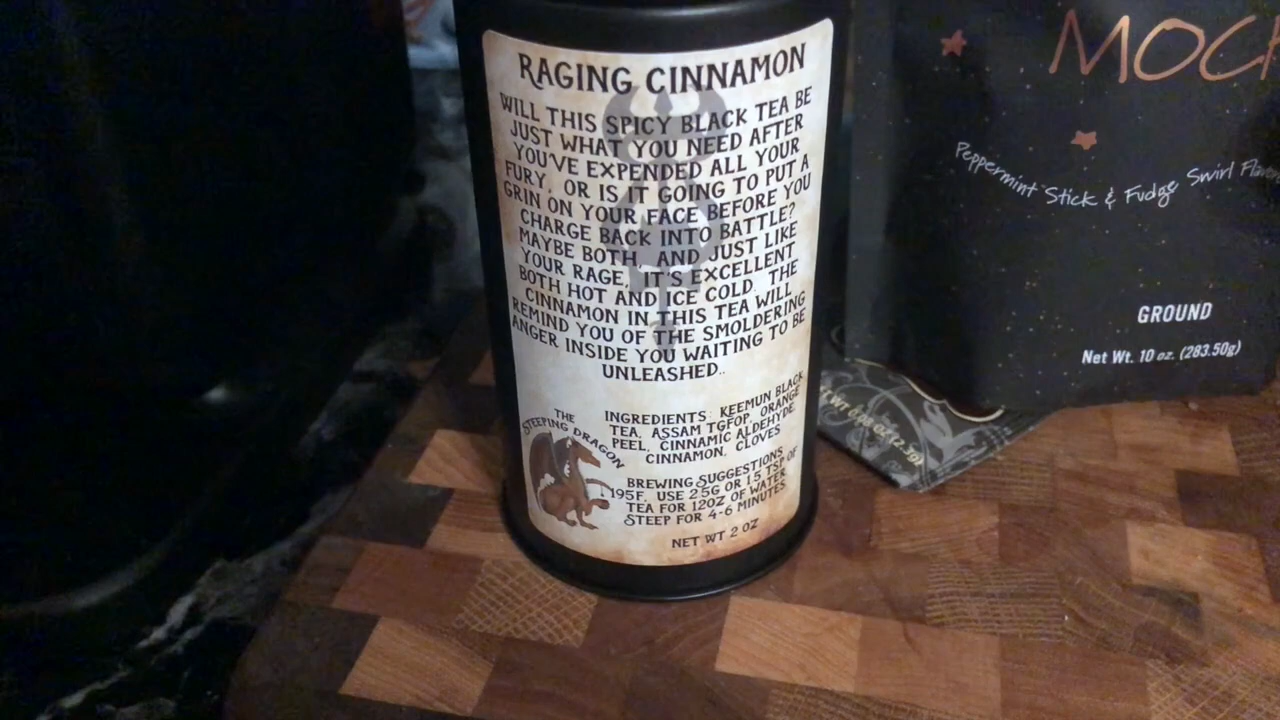 RAGING CINNAMON
WILL THIS SPICY BLACK TEA BE
JUST WHAT YOU NEED AFTER
YOU'VE EXPENDED ALL YOUR
FURY, OR IS IT GOING TO PUT A
GRIN ON YOUR FACE BEFORE YOU
CHARGE BACK INTO BATTLE?
MAYBE BOTH, AND JUST LIKE
YOUR RAGE, IT'S EXCELLENT
BOTH HOT AND ICE COLD. THE
CINNAMON IN THIS TEA WILL
REMIND YOU OF THE SMOLDERING
ANGER INSIDE YOU WAITING TO BE
UNLEASHED..
THE
STEEPING DRAGON
INGREDIENTS: KEEMUN BLACK
TEA, ASSAM TGFOP, ORANGE
PEEL, CINNAMIC ALDEHYDE,
CINNAMON, CLOVES
BREWING SUGGESTIONS
195F, USE 2.5G OR 1.5 TSP OF
TEA FOR 12OZ OF WATER
STEEP FOR 4-6 MINUTES
NET WT 2 OZ
Peppermint Stick & Fudge Swirl
GROUND
Net Wt. 10 oz. (283.50g)